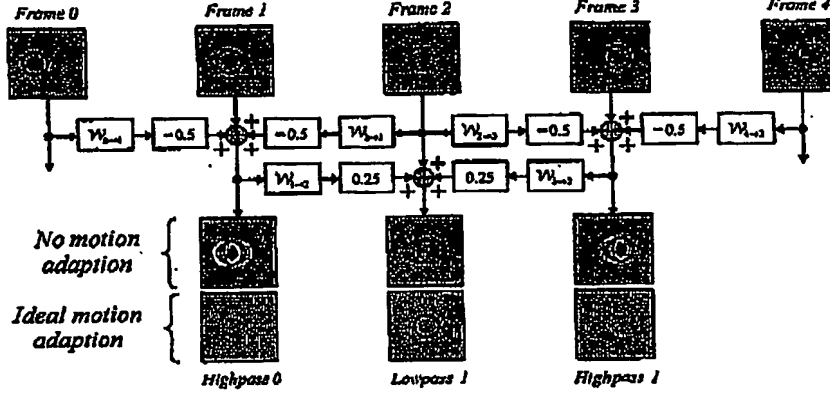 Frame 0 Frame 1 Frame 2 Frame 3 Frame 4
−0.5 −0.5 −0.5 −0.5
0.25 0.25
No motion
adaption
Ideal motion
adaption
Highpass 0 Lowpass 1 Highpass 1